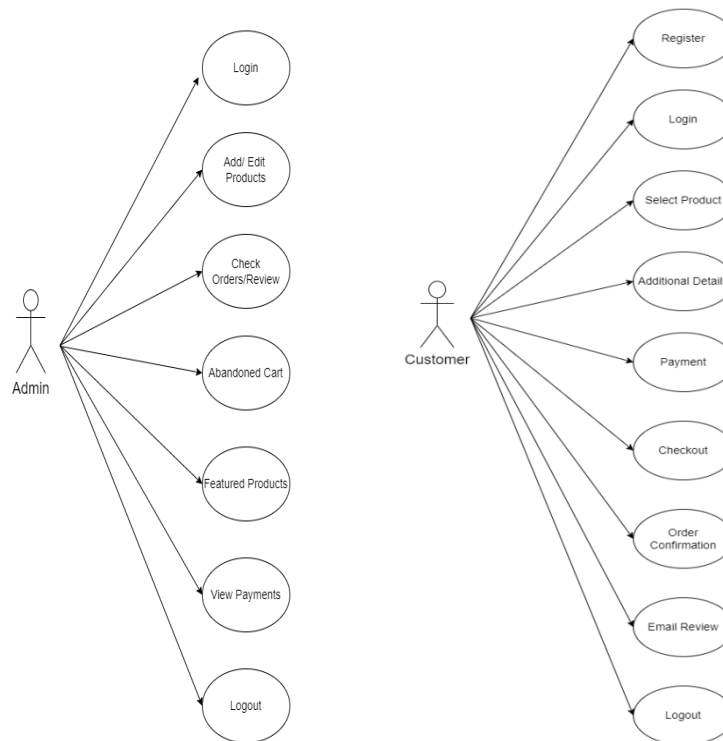 Login
Add/ Edit
Products
Check
Orders/Review
Abandoned Cart
Featured Products
View Payments
Logout
Admin
Register
Login
Select Product
Additional Detail
Payment
Checkout
Order
Confirmation
Email Review
Logout
Customer